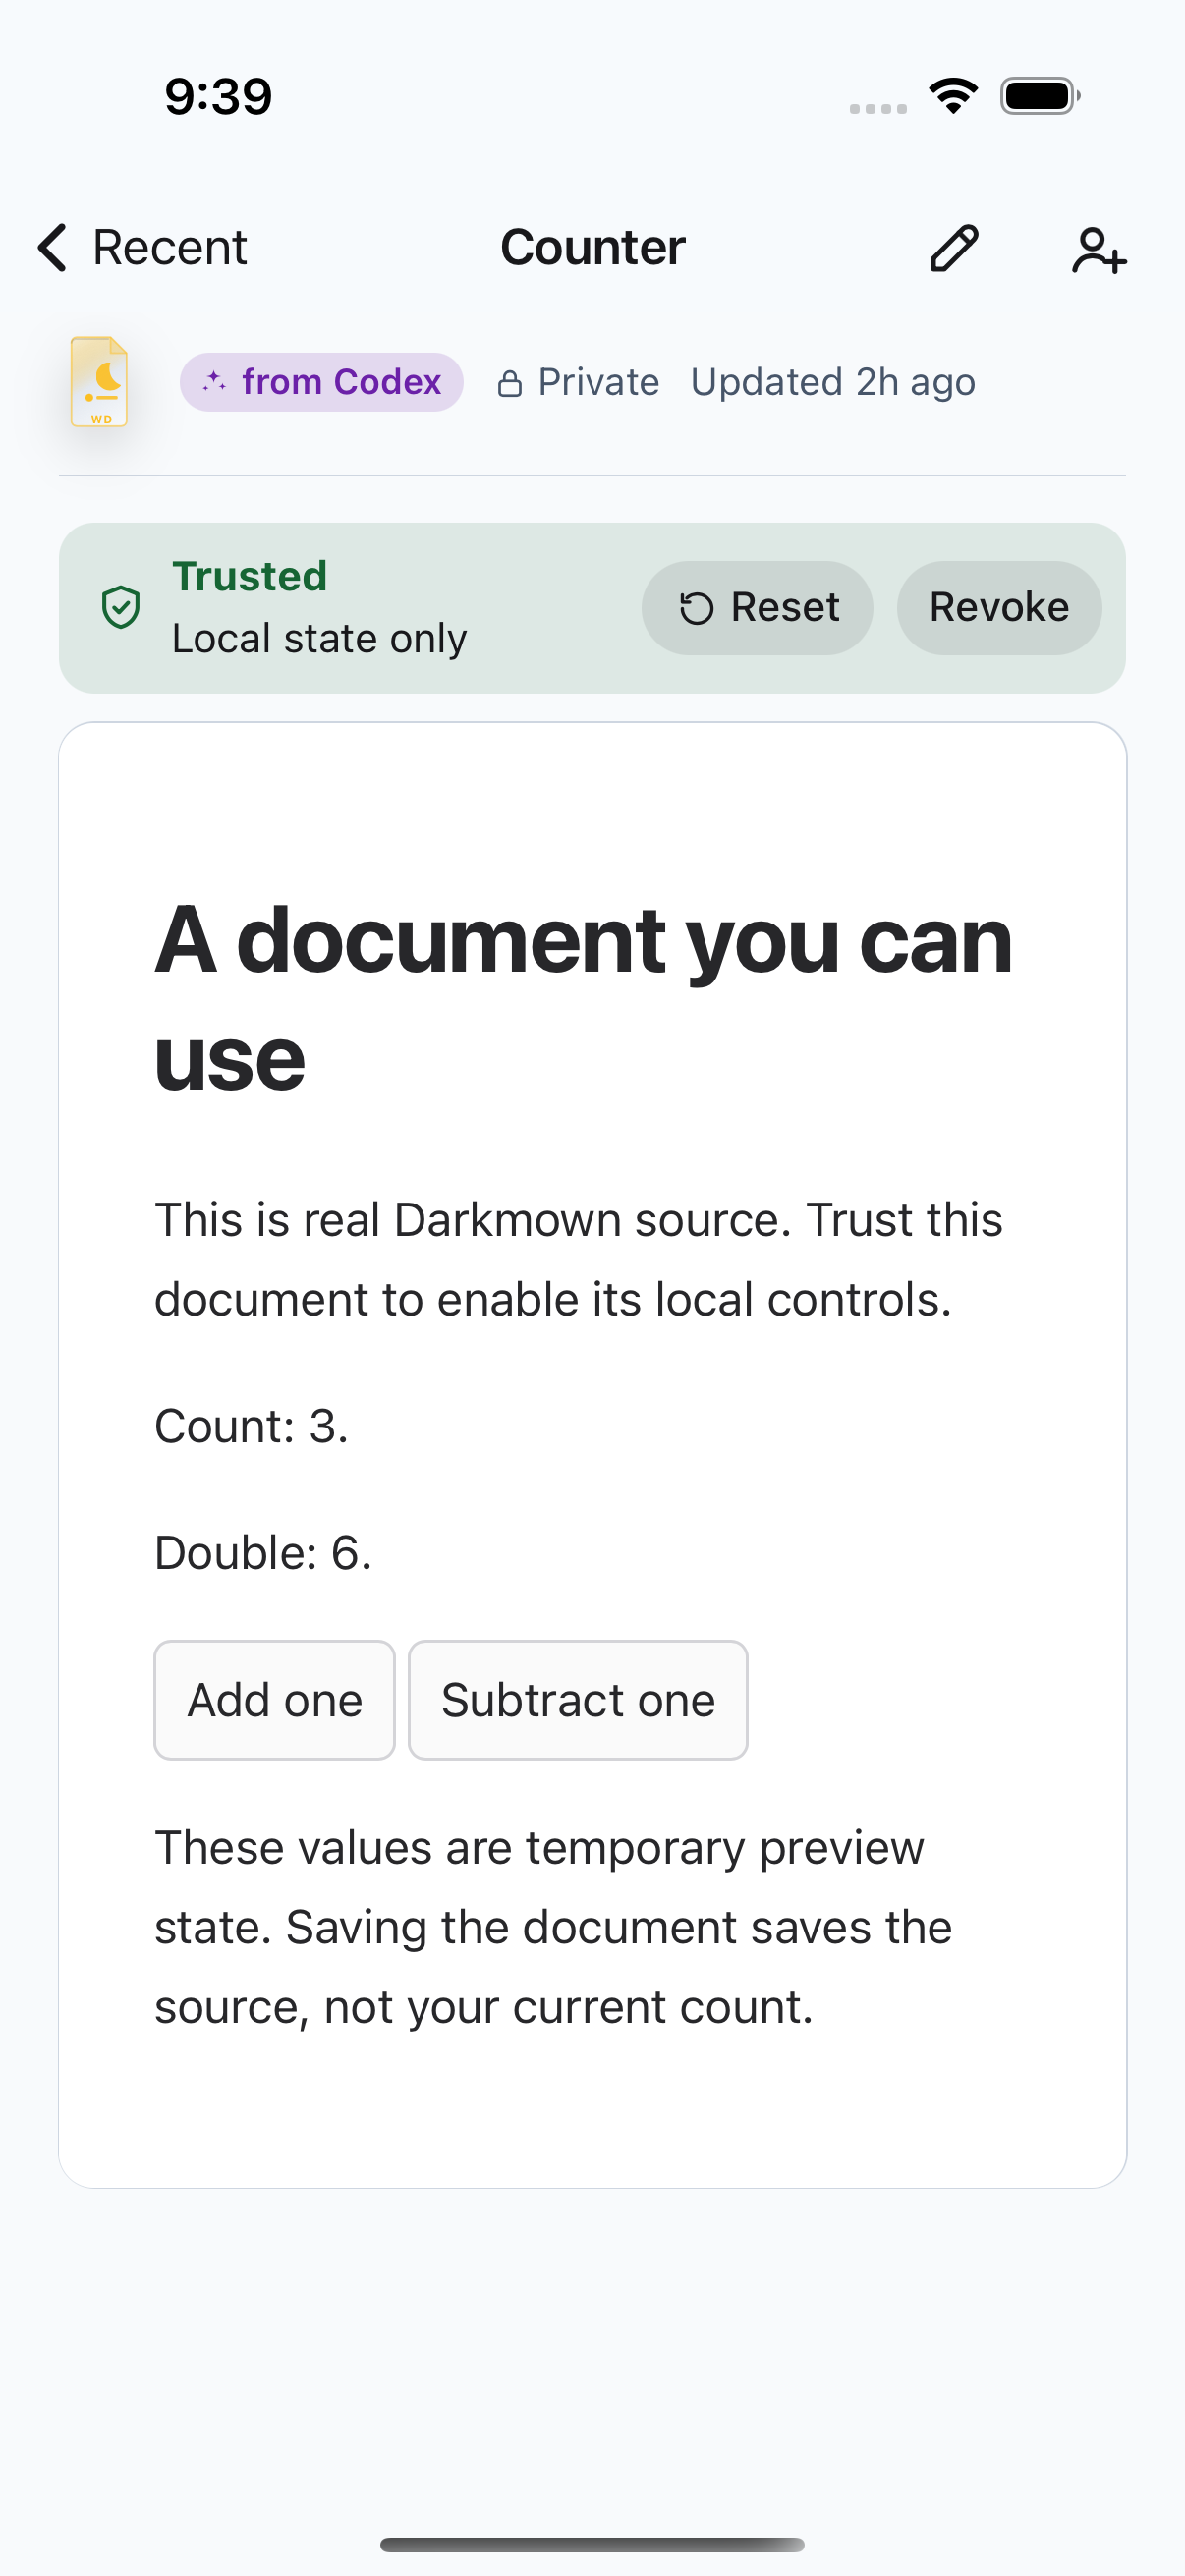 9:39
Recent
Counter
WD
from Codex
Private
Updated 2h ago
Trusted
Local state only
Reset
Revoke
A document you can
use
This is real Darkmown source. Trust this
document to enable its local controls.
Count: 3.
Double: 6.
Add one
Subtract one
These values are temporary preview
state. Saving the document saves the
source, not your current count.